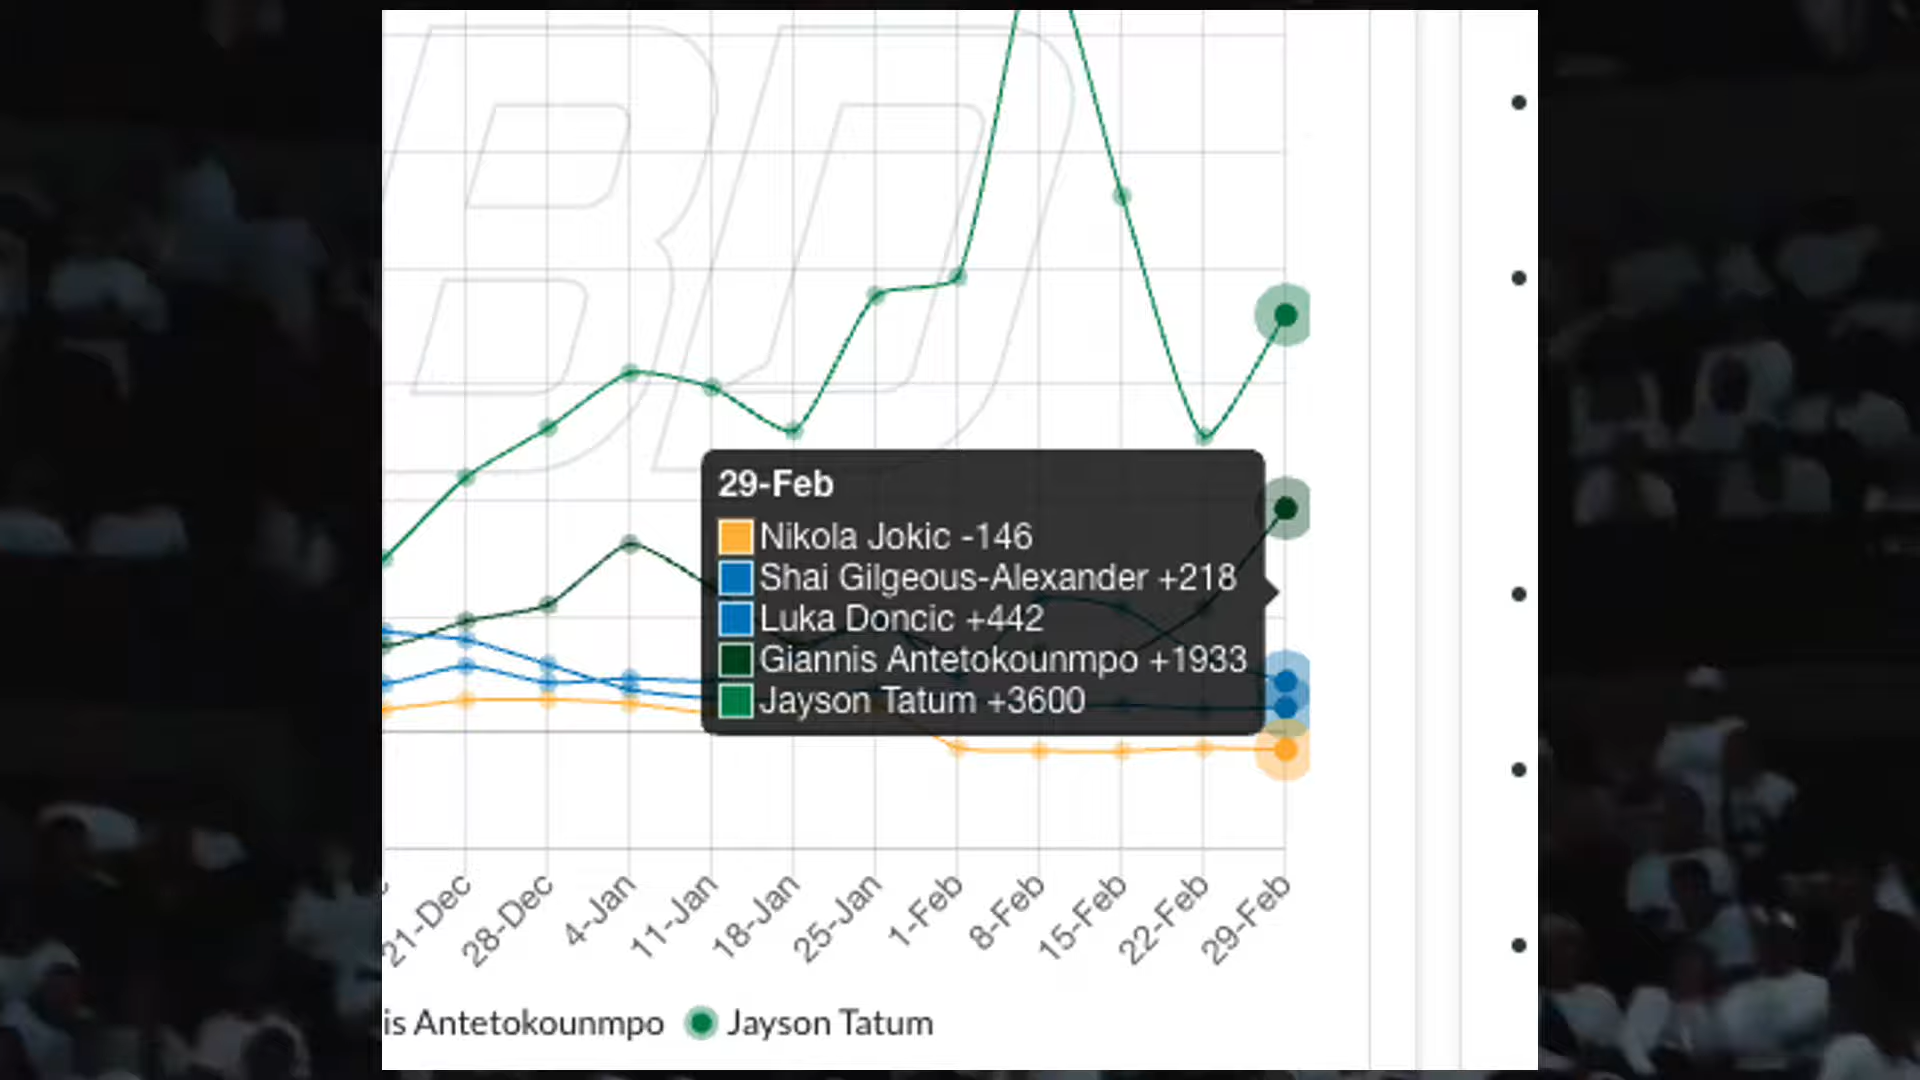 BD
29-Feb
Nikola Jokic -146
Shai Gilgeous-Alexander +218
Luka Doncic +442
Giannis Antetokounmpo +1933
Jayson Tatum +3600
21-Dec
28-Dec
4-Jan
11-Jan
18-Jan
25-Jan
1-Feb
8-Feb
15-Feb
22-Feb
29-Feb
is Antetokounmpo
Jayson Tatum